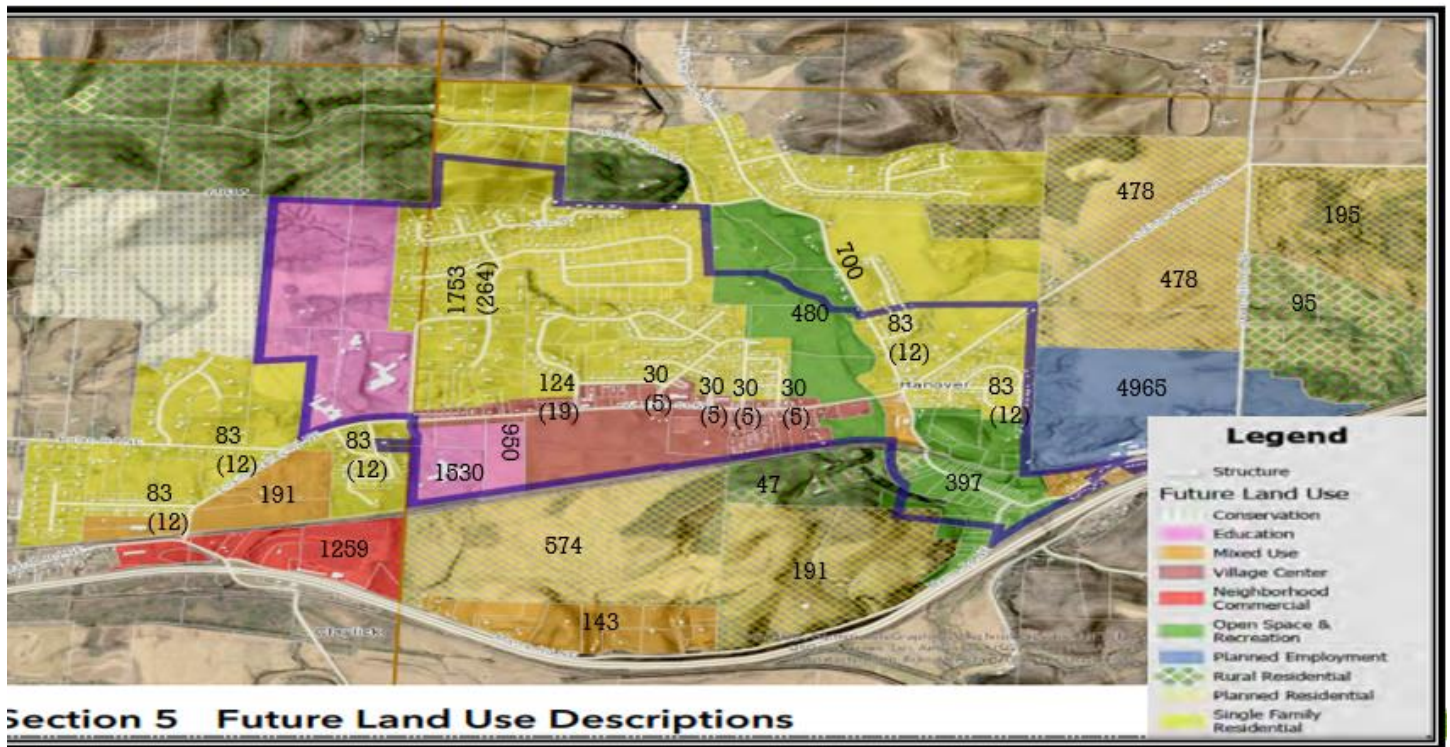 478
195
478
95
1753
(264)
700
480
83
(12)
Hanover
4965
124
(19)
30
(5)
30
(5)
30
(5)
30
(5)
83
(12)
83
(12)
83
(12)
950
1530
83
(12)
191
47
397
1259
574
191
143
Claylick
Legend
Structure
Future Land Use
Conservation
Education
Mixed Use
Village Center
Neighborhood
Commercial
Open Space &
Recreation
Planned Employment
Rural Residential
Planned Residential
Single Family
Residential
Section 5 Future Land Use Descriptions